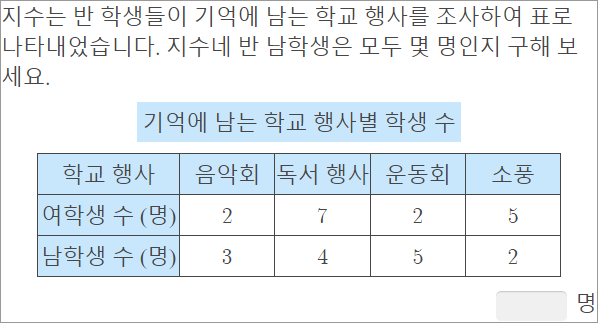 지수는 반 학생들이 기억에 남는 학교 행사를 조사하여 표로
나타내었습니다. 지수네 반 남학생은 모두 몇 명인지 구해 보
세요.
기억에 남는 학교 행사별 학생 수
학교 행사 음악회 독서 행사 운동회 소풍
여학생 수 (명) 2 7 2 5
남학생 수 (명) 3 4 5 2
명